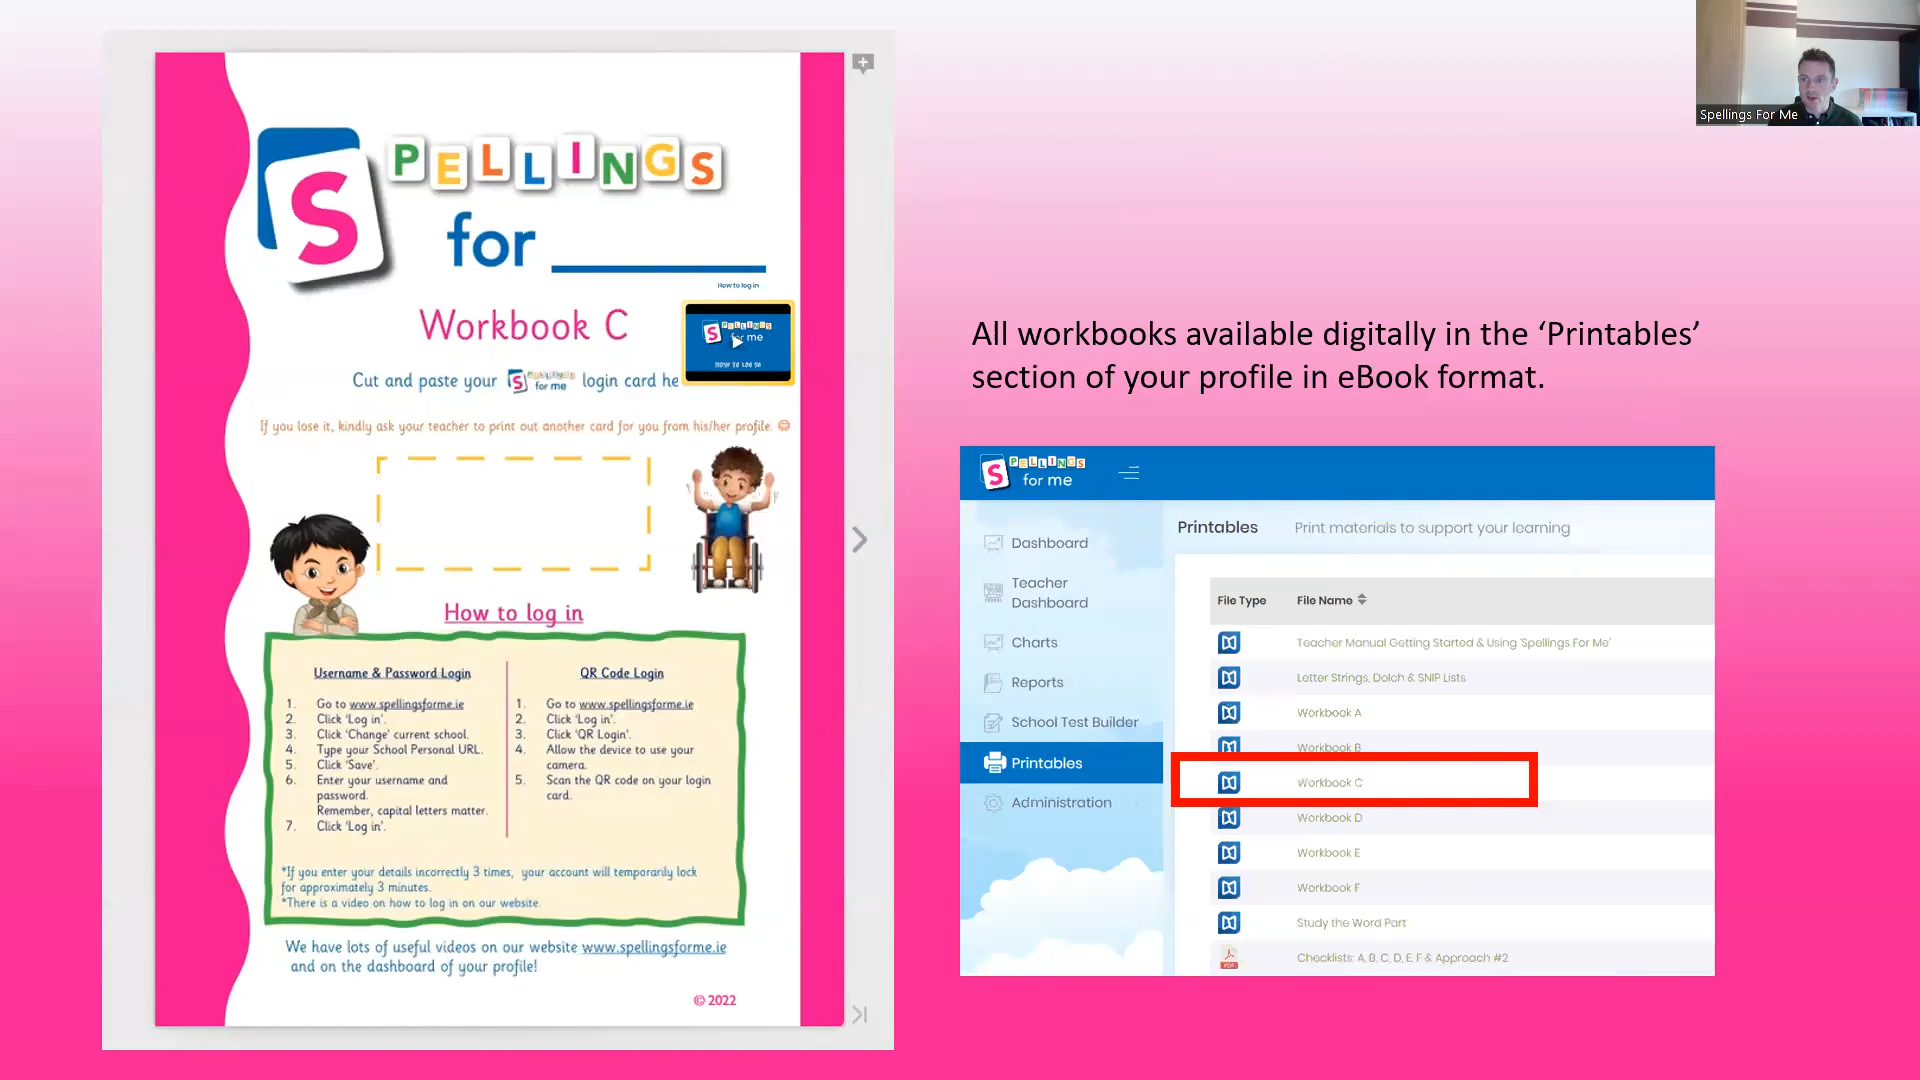 SPELLINGS
for
How to log in
Workbook C
SPELLINGS
for me
HOW TO LOG IN
Cut and paste your SPELLINGS for me login card he
If you lose it, kindly ask your teacher to print out another card for you from his/her profile. 😊
How to log in
Username & Password Login
1. Go to www.spellingsforme.ie
2. Click 'Log in'.
3. Click 'Change' current school.
4. Type your School Personal URL.
5. Click 'Save'.
6. Enter your username and
password.
Remember, capital letters matter.
7. Click 'Log in'.
QR Code Login
1. Go to www.spellingsforme.ie
2. Click 'Log in'.
3. Click 'QR Login'.
4. Allow the device to use your
camera.
5. Scan the QR code on your login
card.
*If you enter your details incorrectly 3 times, your account will temporarily lock
for approximately 3 minutes.
*There is a video on how to log in on our website.
We have lots of useful videos on our website www.spellingsforme.ie
and on the dashboard of your profile!
© 2022
Spellings For Me
All workbooks available digitally in the ‘Printables’
section of your profile in eBook format.
SPELLINGS
for me
Dashboard
Teacher
Dashboard
Charts
Reports
School Test Builder
Printables
Administration
Printables Print materials to support your learning
File Type File Name
Teacher Manual Getting Started & Using 'Spellings For Me'
Letter Strings, Dolch & SNIP Lists
Workbook A
Workbook B
Workbook C
Workbook D
Workbook E
Workbook F
Study the Word Part
PDF
Checklists: A, B, C, D, E, F & Approach #2